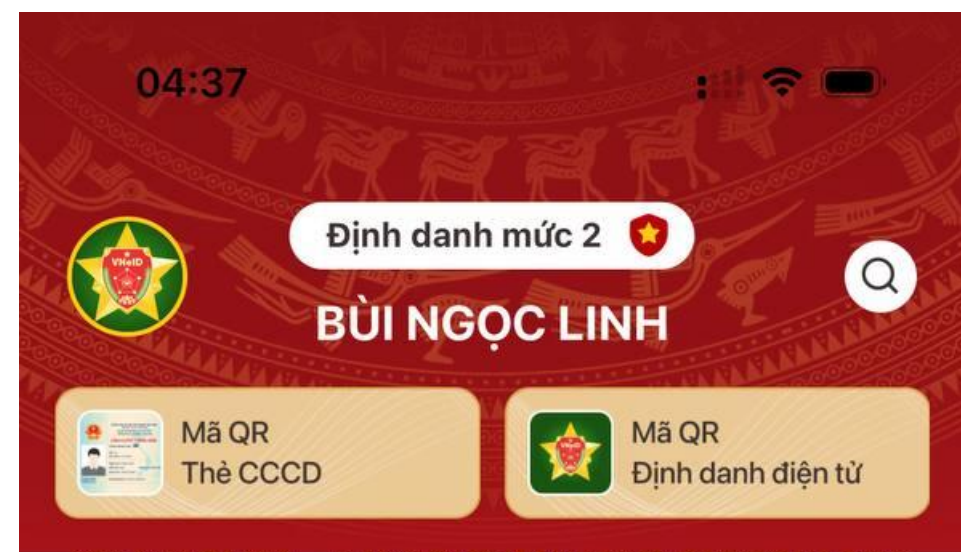 04:37
Định danh mức 2
VNeID
BÙI NGỌC LINH
Mã QR
Thẻ CCCD
Mã QR
Định danh điện tử